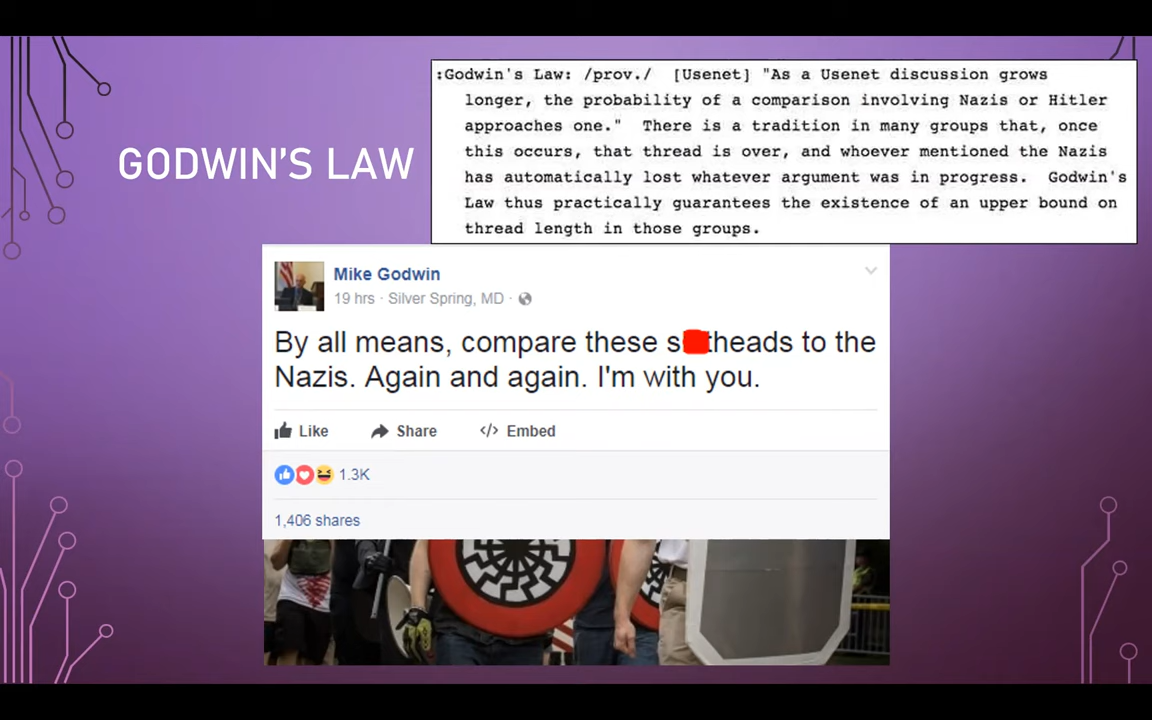 GODWIN'S LAW
:Godwin's Law: /prov./ [Usenet] "As a Usenet discussion grows
longer, the probability of a comparison involving Nazis or Hitler
approaches one." There is a tradition in many groups that, once
this occurs, that thread is over, and whoever mentioned the Nazis
has automatically lost whatever argument was in progress. Godwin's
Law thus practically guarantees the existence of an upper bound on
thread length in those groups.
Mike Godwin
19 hrs · Silver Spring, MD ·
By all means, compare these s theads to the
Nazis. Again and again. I'm with you.
Like Share </> Embed
1.3K
1,406 shares